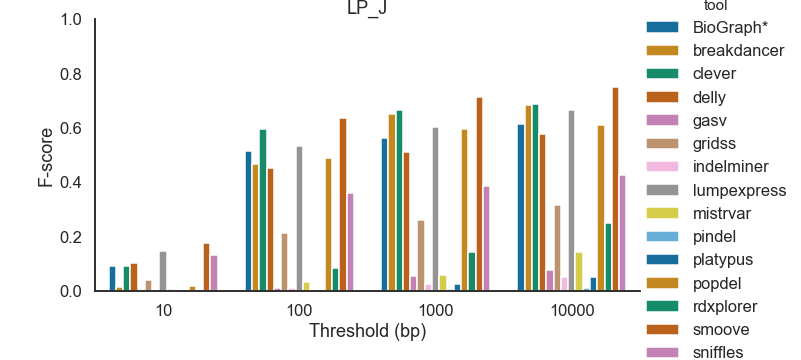 LP_J
tool
BioGraph*
breakdancer
clever
delly
gasv
gridss
indelminer
lumpexpress
mistrvar
pindel
platypus
popdel
rdxplorer
smoove
sniffles
F-score
1.0
0.8
0.6
0.4
0.2
0.0
10 100 1000 10000
Threshold (bp)